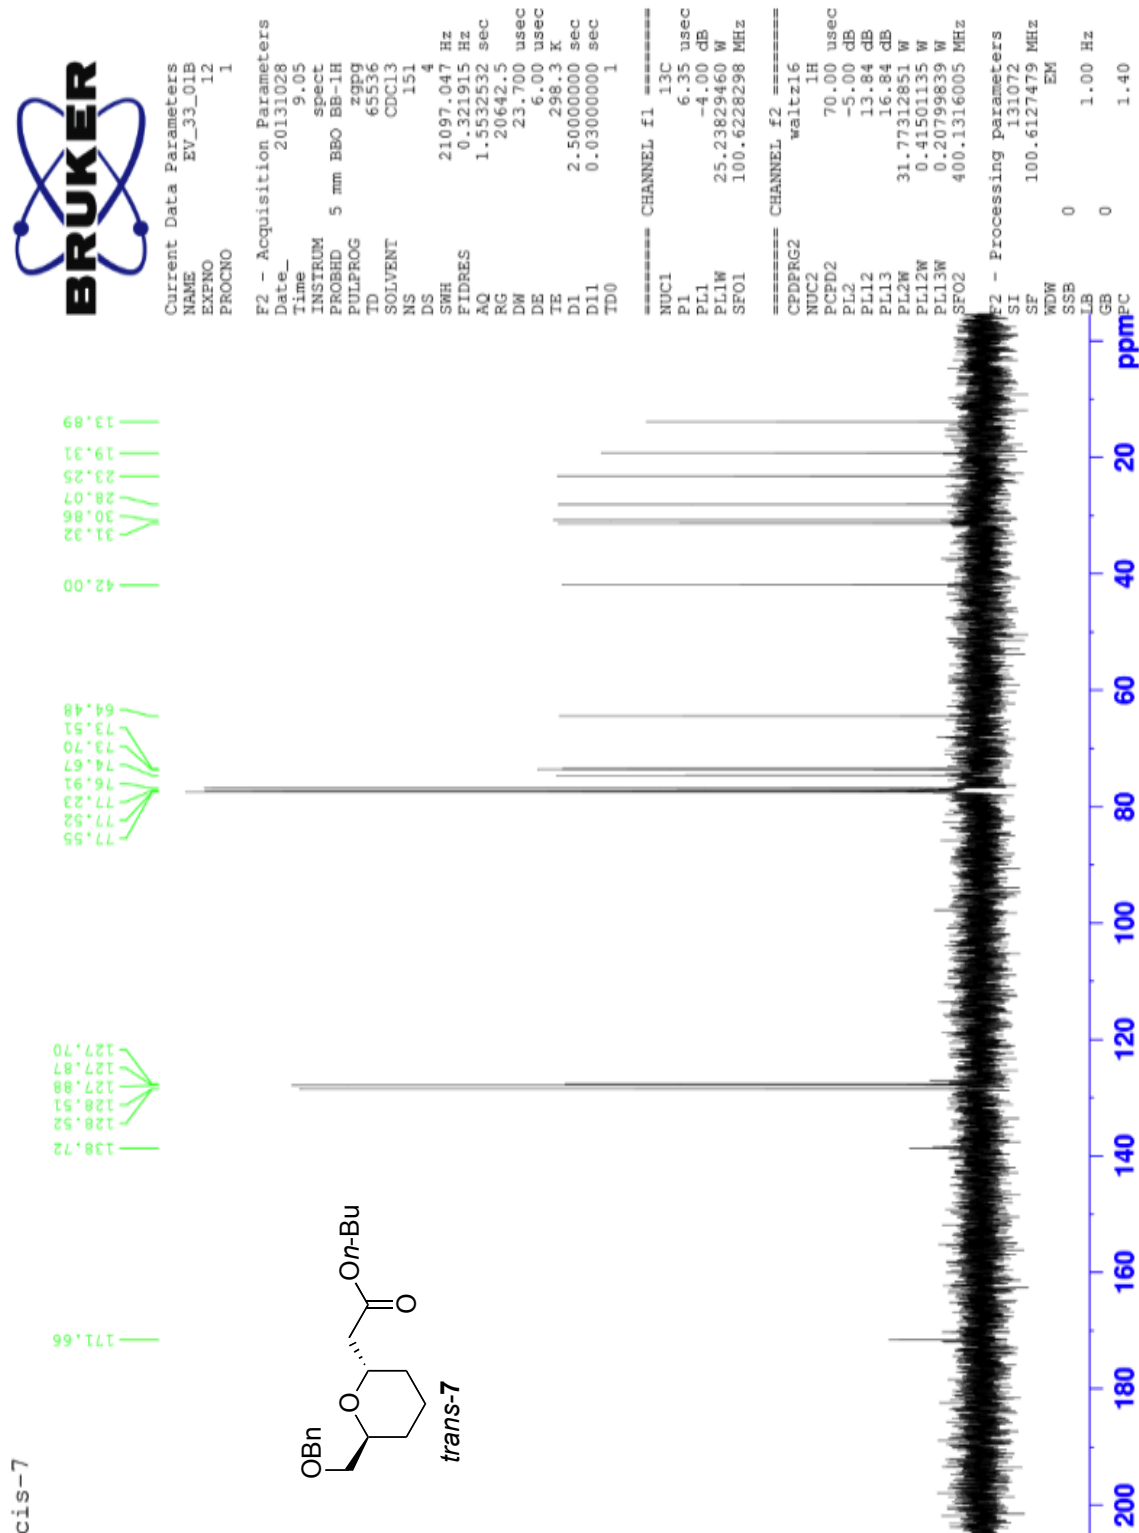 cis-7
171.66
138.72
128.52
128.51
127.88
127.87
127.70
77.55
77.52
77.23
76.91
74.67
73.70
73.51
64.48
42.00
31.32
30.86
28.07
23.25
19.31
13.89
BRUKER
Current Data Parameters
NAME EV_33_01B
EXPNO 12
PROCNO 1
F2 - Acquisition Parameters
Date_ 20131028
Time 9.05
INSTRUM spect
PROBHD 5 mm BBO BB-1H
PULPROG zgpg
TD 65536
SOLVENT CDCl3
NS 151
DS 4
SWH 21097.047 Hz
FIDRES 0.321915 Hz
AQ 1.5532532 sec
RG 20642.5
DW 23.700 usec
DE 6.00 usec
TE 298.3 K
D1 2.50000000 sec
D11 0.03000000 sec
TD0 1
======== CHANNEL f1 ========
NUC1 13C
P1 6.35 usec
PL1 -4.00 dB
PL1W 25.23829460 W
SFO1 100.6228298 MHz
======== CHANNEL f2 ========
CPDPRG2 waltz16
NUC2 1H
PCPD2 70.00 usec
PL2 -5.00 dB
PL12 13.84 dB
PL13 16.84 dB
PL2W 31.77312851 W
PL12W 0.41501135 W
PL13W 0.20799839 W
SFO2 400.1316005 MHz
F2 - Processing parameters
SI 131072
SF 100.6127479 MHz
WDW EM
SSB 0
LB 1.00 Hz
GB 0
PC 1.40
OBn
O
On-Bu
O
trans-7
200 180 160 140 120 100 80 60 40 20 ppm